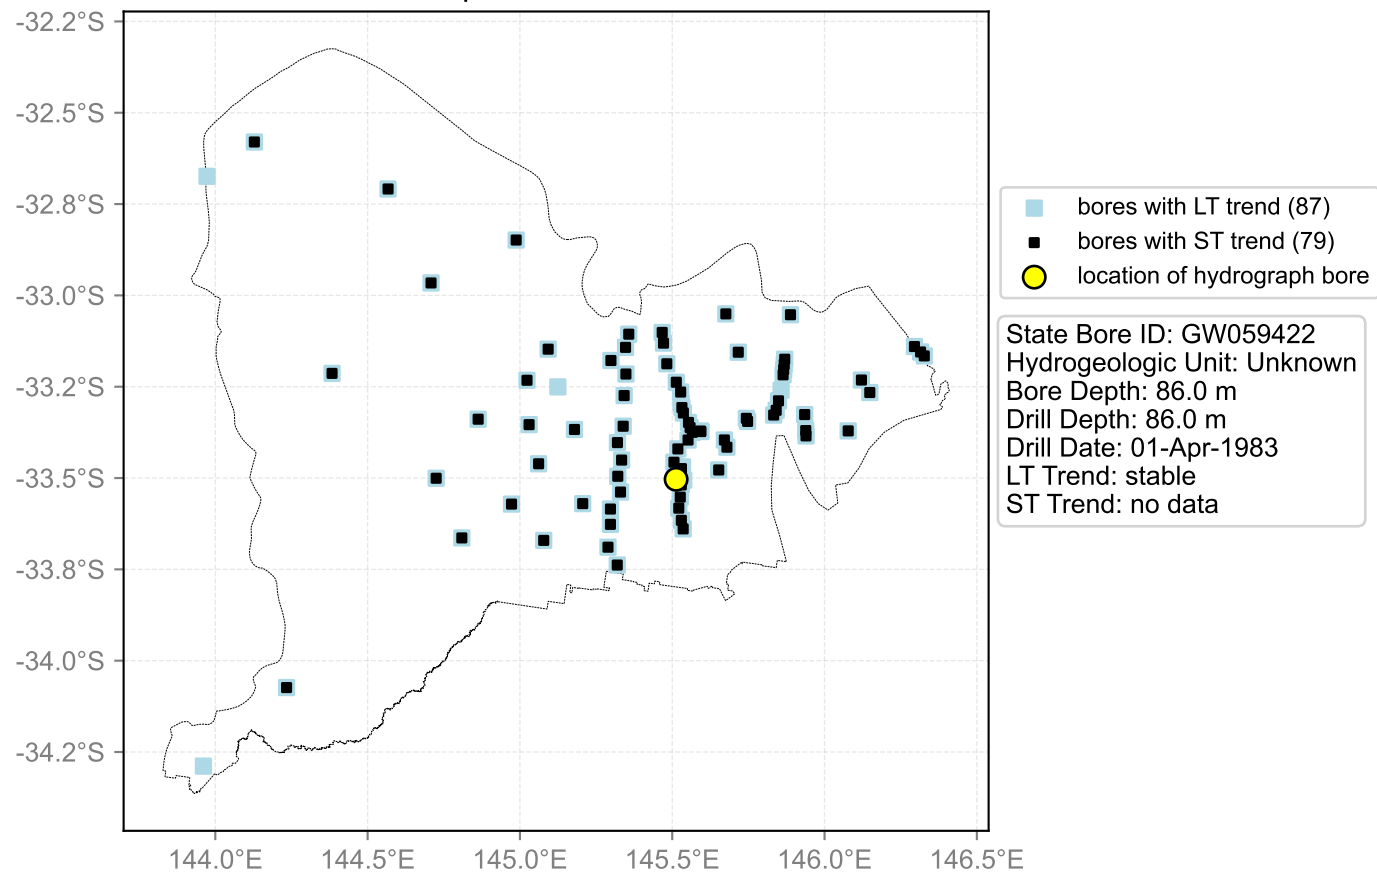 -32.2°S
-32.5°S
-32.8°S
-33.0°S
-33.2°S
-33.5°S
-33.8°S
-34.0°S
-34.2°S
144.0°E
144.5°E
145.0°E
145.5°E
146.0°E
146.5°E
bores with LT trend (87)
bores with ST trend (79)
location of hydrograph bore
State Bore ID: GW059422
Hydrogeologic Unit: Unknown
Bore Depth: 86.0 m
Drill Depth: 86.0 m
Drill Date: 01-Apr-1983
LT Trend: stable
ST Trend: no data